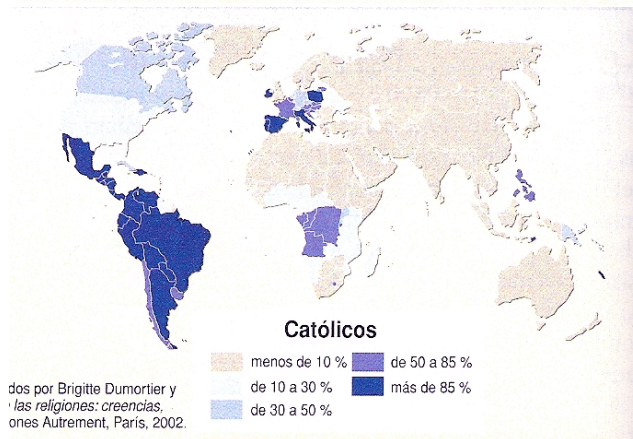 Católicos
menos de 10 %
de 10 a 30 %
de 30 a 50 %
de 50 a 85 %
más de 85 %
dos por Brigitte Dumortier y
las religiones: creencias,
ones Autrement, París, 2002.